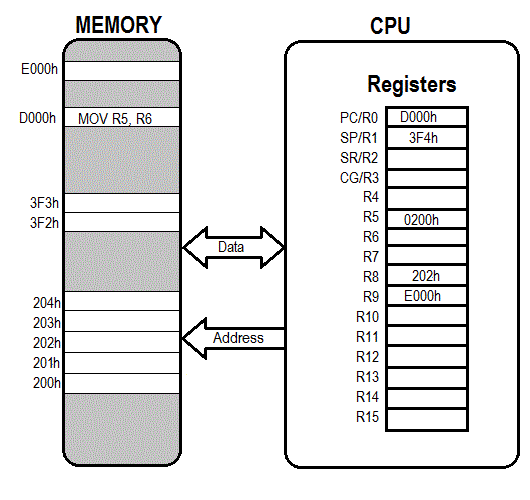 MEMORY
E000h
D000h MOV R5, R6
3F3h
3F2h
204h
203h
202h
201h
200h
Data
Address
CPU
Registers
PC/R0 D000h
SP/R1 3F4h
SR/R2
CG/R3
R4
R5 0200h
R6
R7
R8 202h
R9 E000h
R10
R11
R12
R13
R14
R15